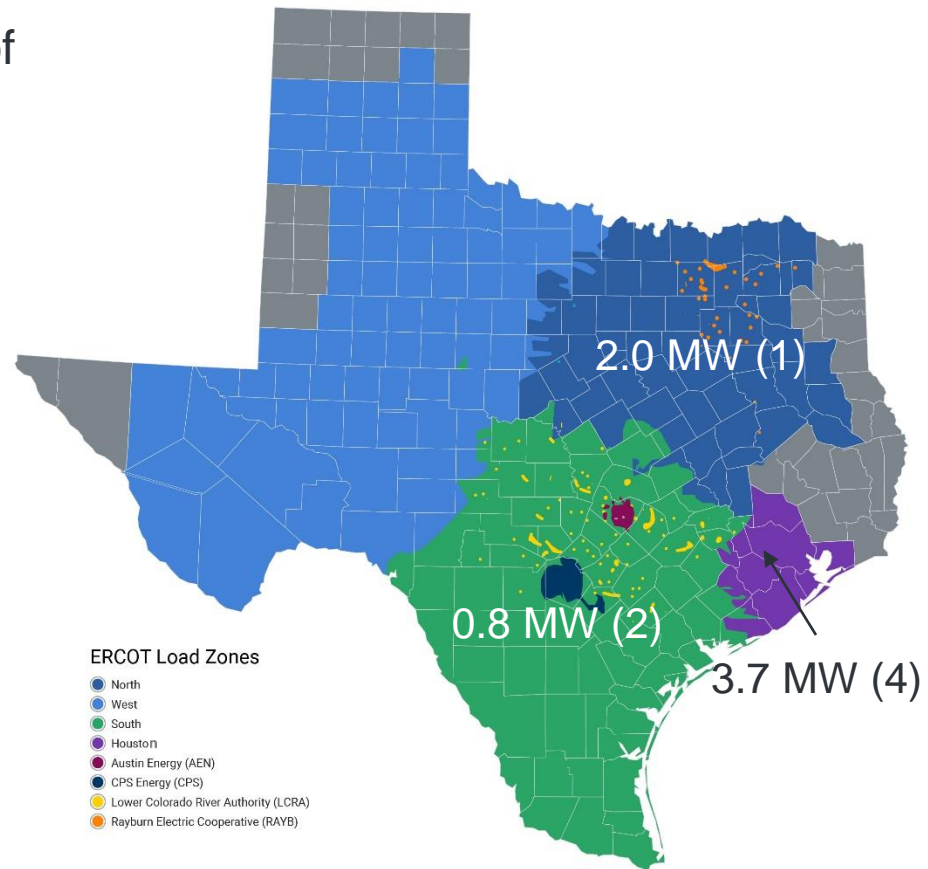 of
2.0 MW (1)
0.8 MW (2)
3.7 MW (4)
ERCOT Load Zones
North
West
South
Houston
Austin Energy (AEN)
CPS Energy (CPS)
Lower Colorado River Authority (LCRA)
Rayburn Electric Cooperative (RAYB)